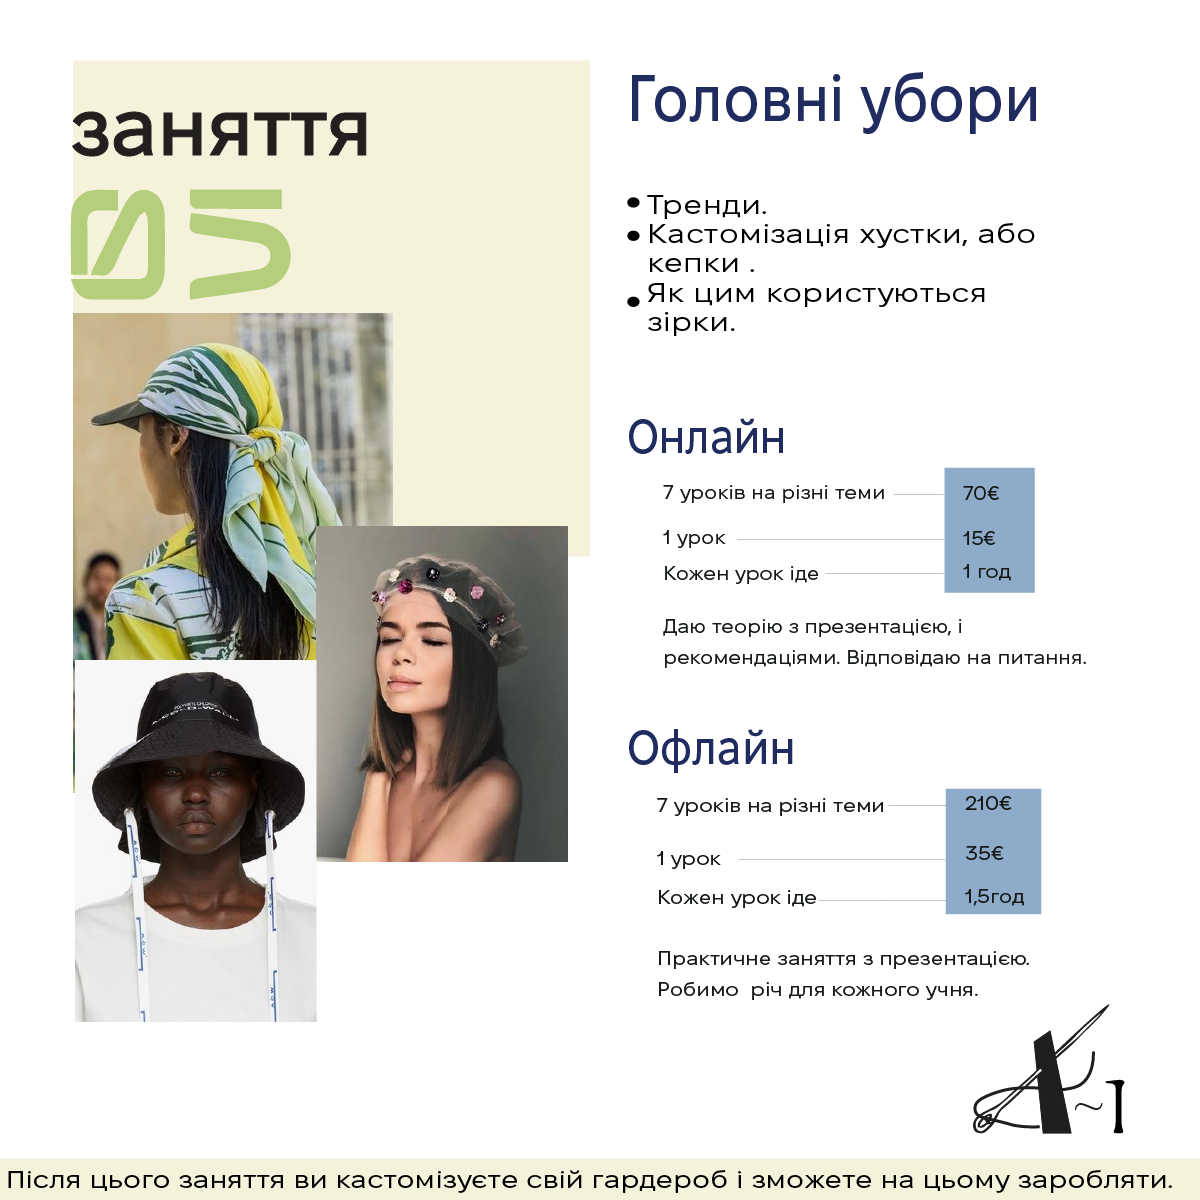 заняття
05
Головні убори
• Тренди.
• Кастомізація хустки, або
кепки .
• Як цим користуються
зірки.
Онлайн
7 уроків на різні теми 70€
1 урок 15€
Кожен урок іде 1 год
Даю теорію з презентацією, і
рекомендаціями. Відповідаю на питання.
Офлайн
7 уроків на різні теми 210€
1 урок 35€
Кожен урок іде 1,5год
Практичне заняття з презентацією.
Робимо річ для кожного учня.
A~1
Після цього заняття ви кастомізуєте свій гардероб і зможете на цьому заробляти.